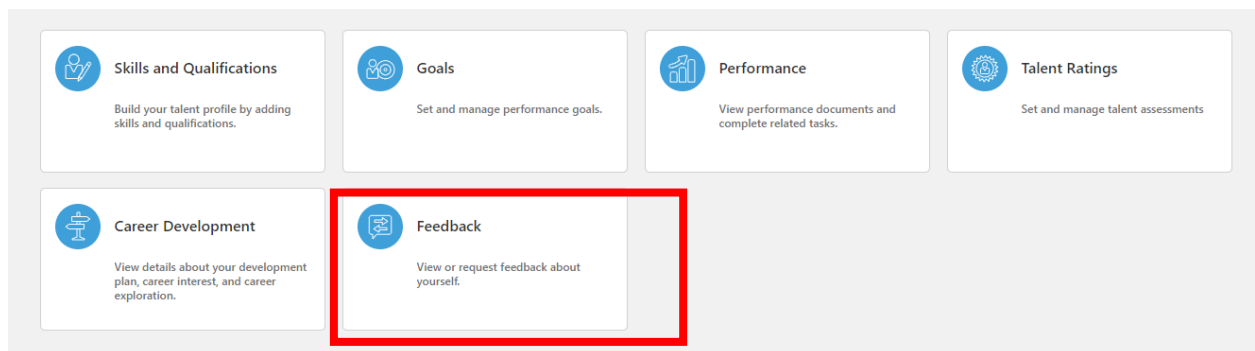 Skills and Qualifications
Build your talent profile by adding
skills and qualifications.
Goals
Set and manage performance goals.
Performance
View performance documents and
complete related tasks.
Talent Ratings
Set and manage talent assessments
Career Development
View details about your development
plan, career interest, and career
exploration.
Feedback
View or request feedback about
yourself.